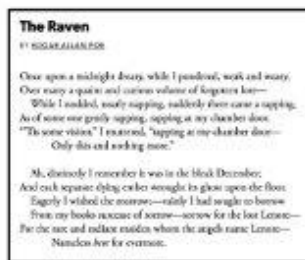 The Raven
BY EDGAR ALLAN POE
Once upon a midnight dreary, while I pondered, weak and weary,
Over many a quaint and curious volume of forgotten lore—
While I nodded, nearly napping, suddenly there came a tapping,
As of some one gently rapping, rapping at my chamber door.
"'Tis some visitor," I muttered, "tapping at my chamber door—
Only this and nothing more."
Ah, distinctly I remember it was in the bleak December;
And each separate dying ember wrought its ghost upon the floor.
Eagerly I wished the morrow;—vainly I had sought to borrow
From my books surcease of sorrow—sorrow for the lost Lenore—
For the rare and radiant maiden whom the angels name Lenore—
Nameless here for evermore.